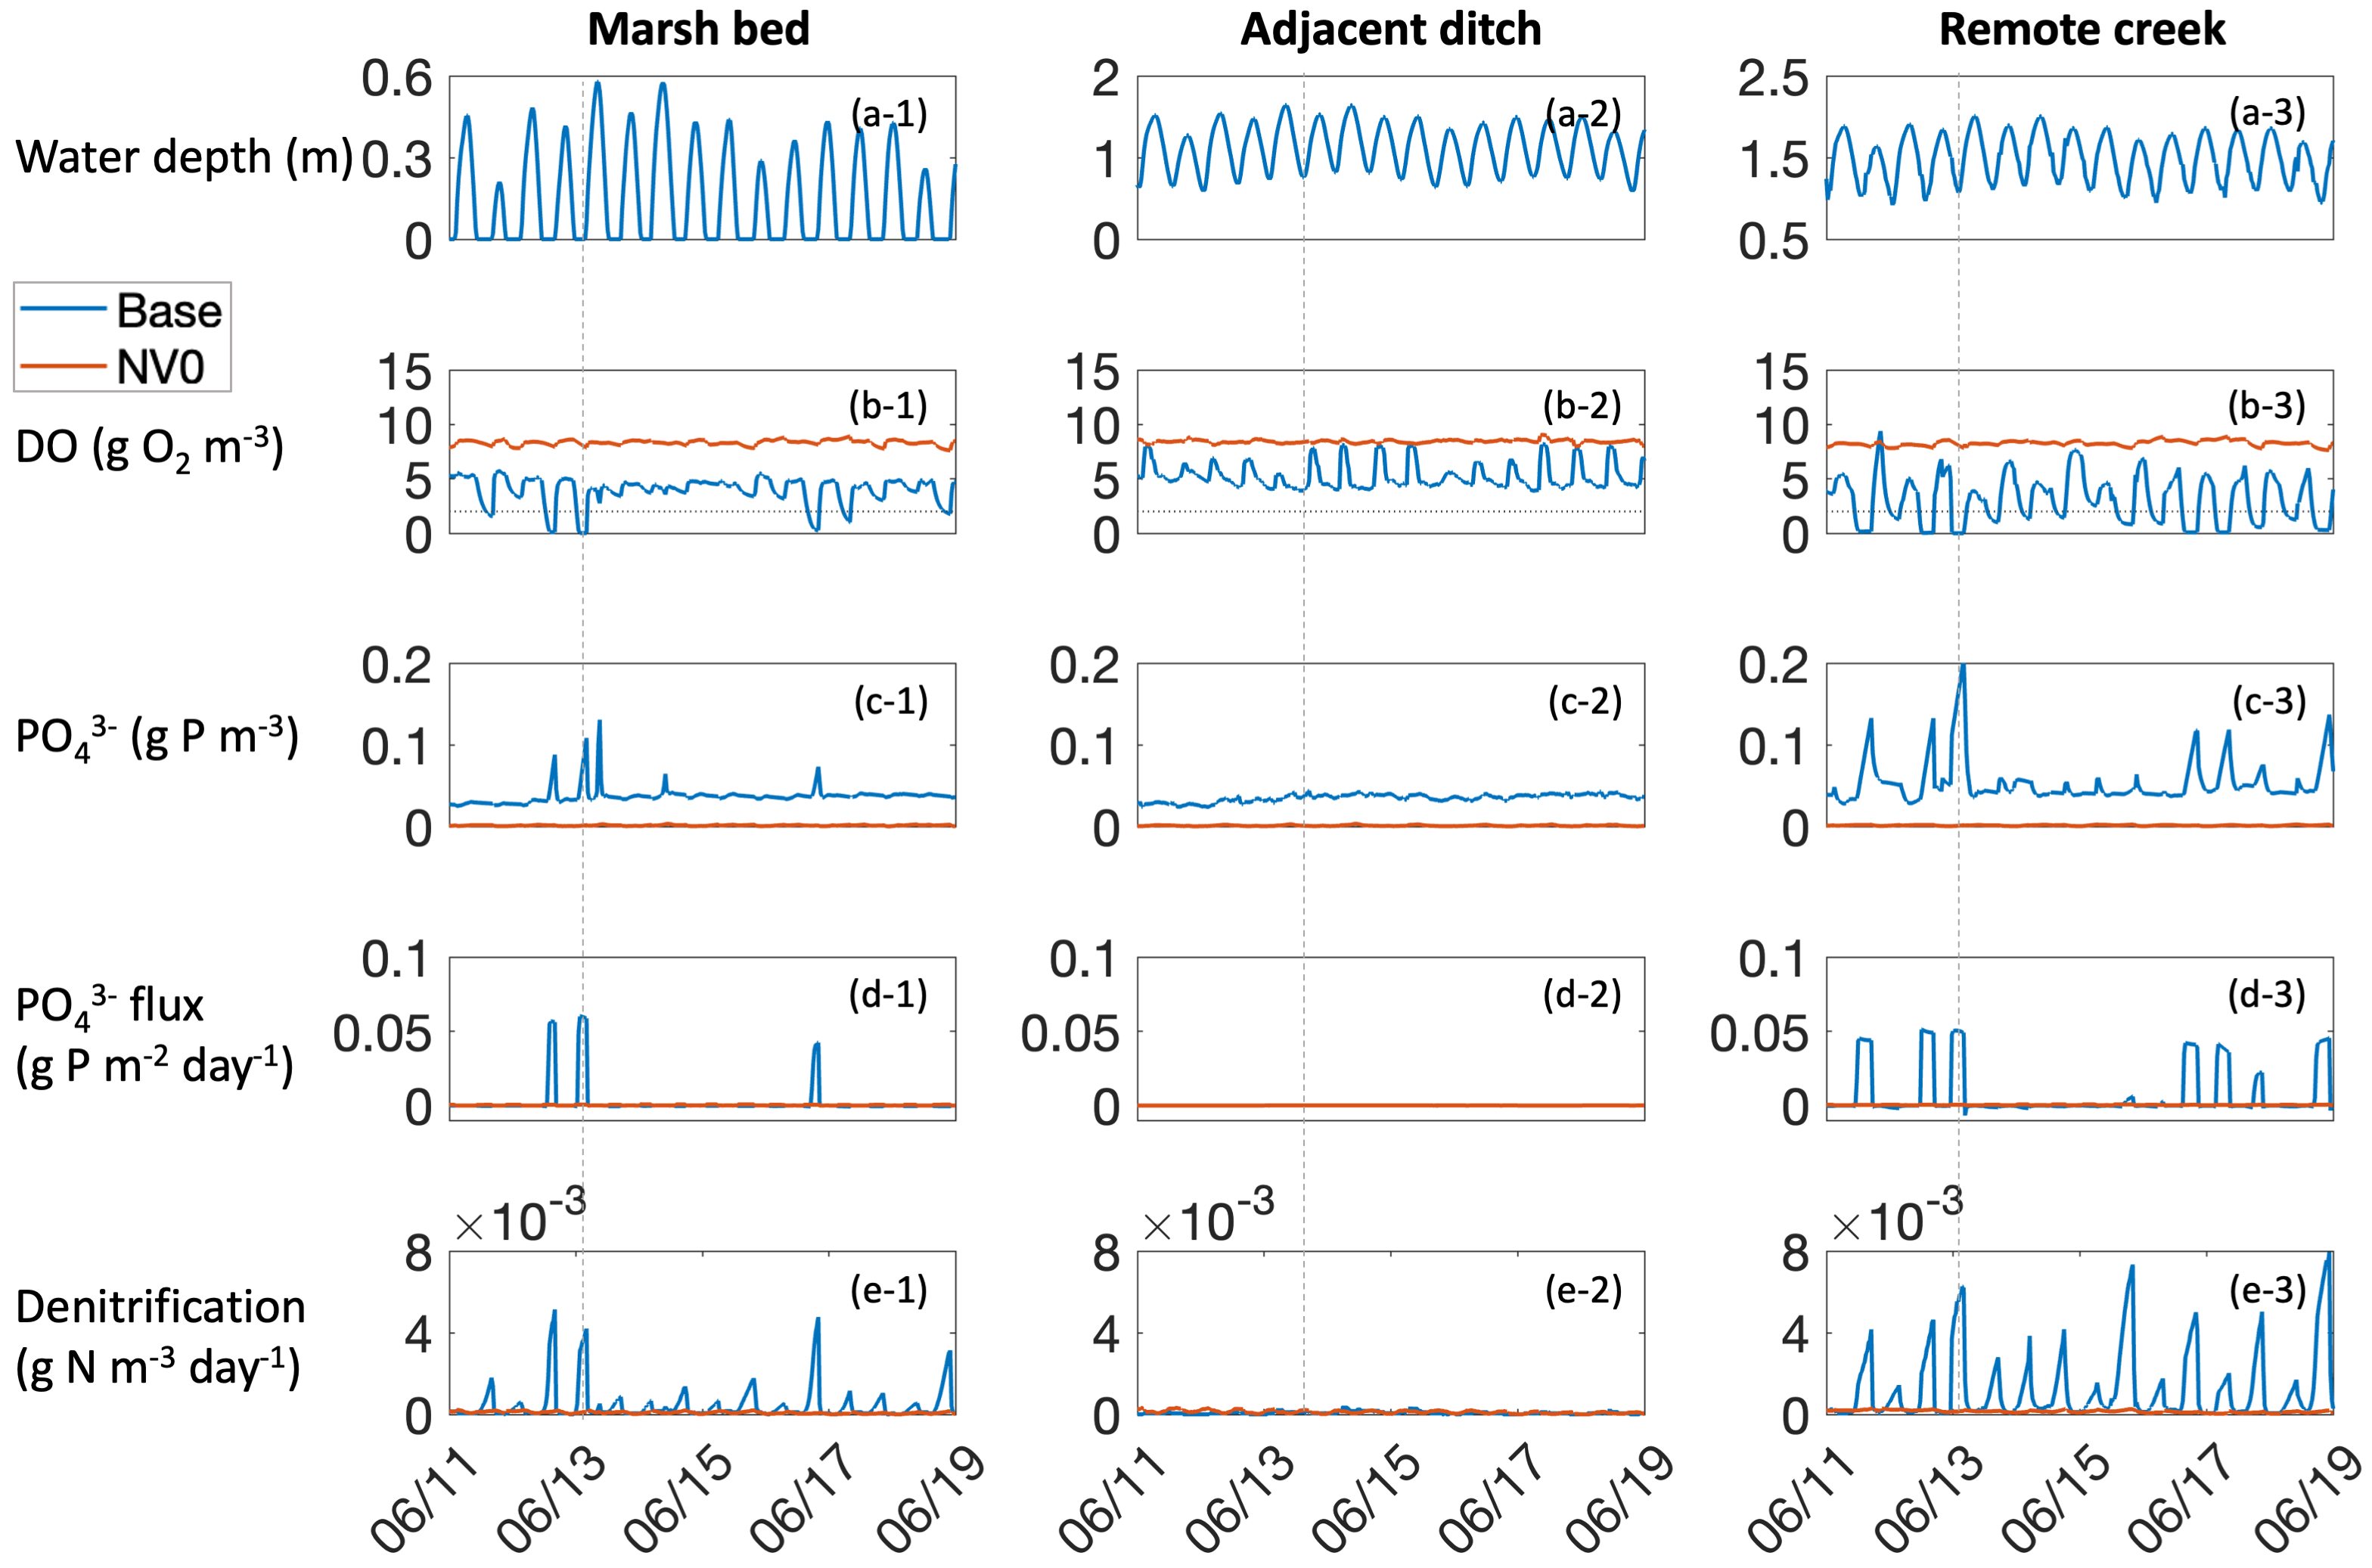 Marsh bed Adjacent ditch Remote creek
Water depth (m)
0.6
0.3
0
(a-1)
2
1
0
(a-2)
2.5
1.5
0.5
(a-3)
Base
NV0
DO (g O₂ m⁻³)
15
10
5
0
(b-1)
15
10
5
0
(b-2)
15
10
5
0
(b-3)
PO₄³⁻ (g P m⁻³)
0.2
0.1
0
(c-1)
0.2
0.1
0
(c-2)
0.2
0.1
0
(c-3)
PO₄³⁻ flux
(g P m⁻² day⁻¹)
0.1
0.05
0
(d-1)
0.1
0.05
0
(d-2)
0.1
0.05
0
(d-3)
Denitrification
(g N m⁻³ day⁻¹)
×10⁻³
8
4
0
(e-1)
×10⁻³
8
4
0
(e-2)
×10⁻³
8
4
0
(e-3)
06/11 06/13 06/15 06/17 06/19
06/11 06/13 06/15 06/17 06/19
06/11 06/13 06/15 06/17 06/19